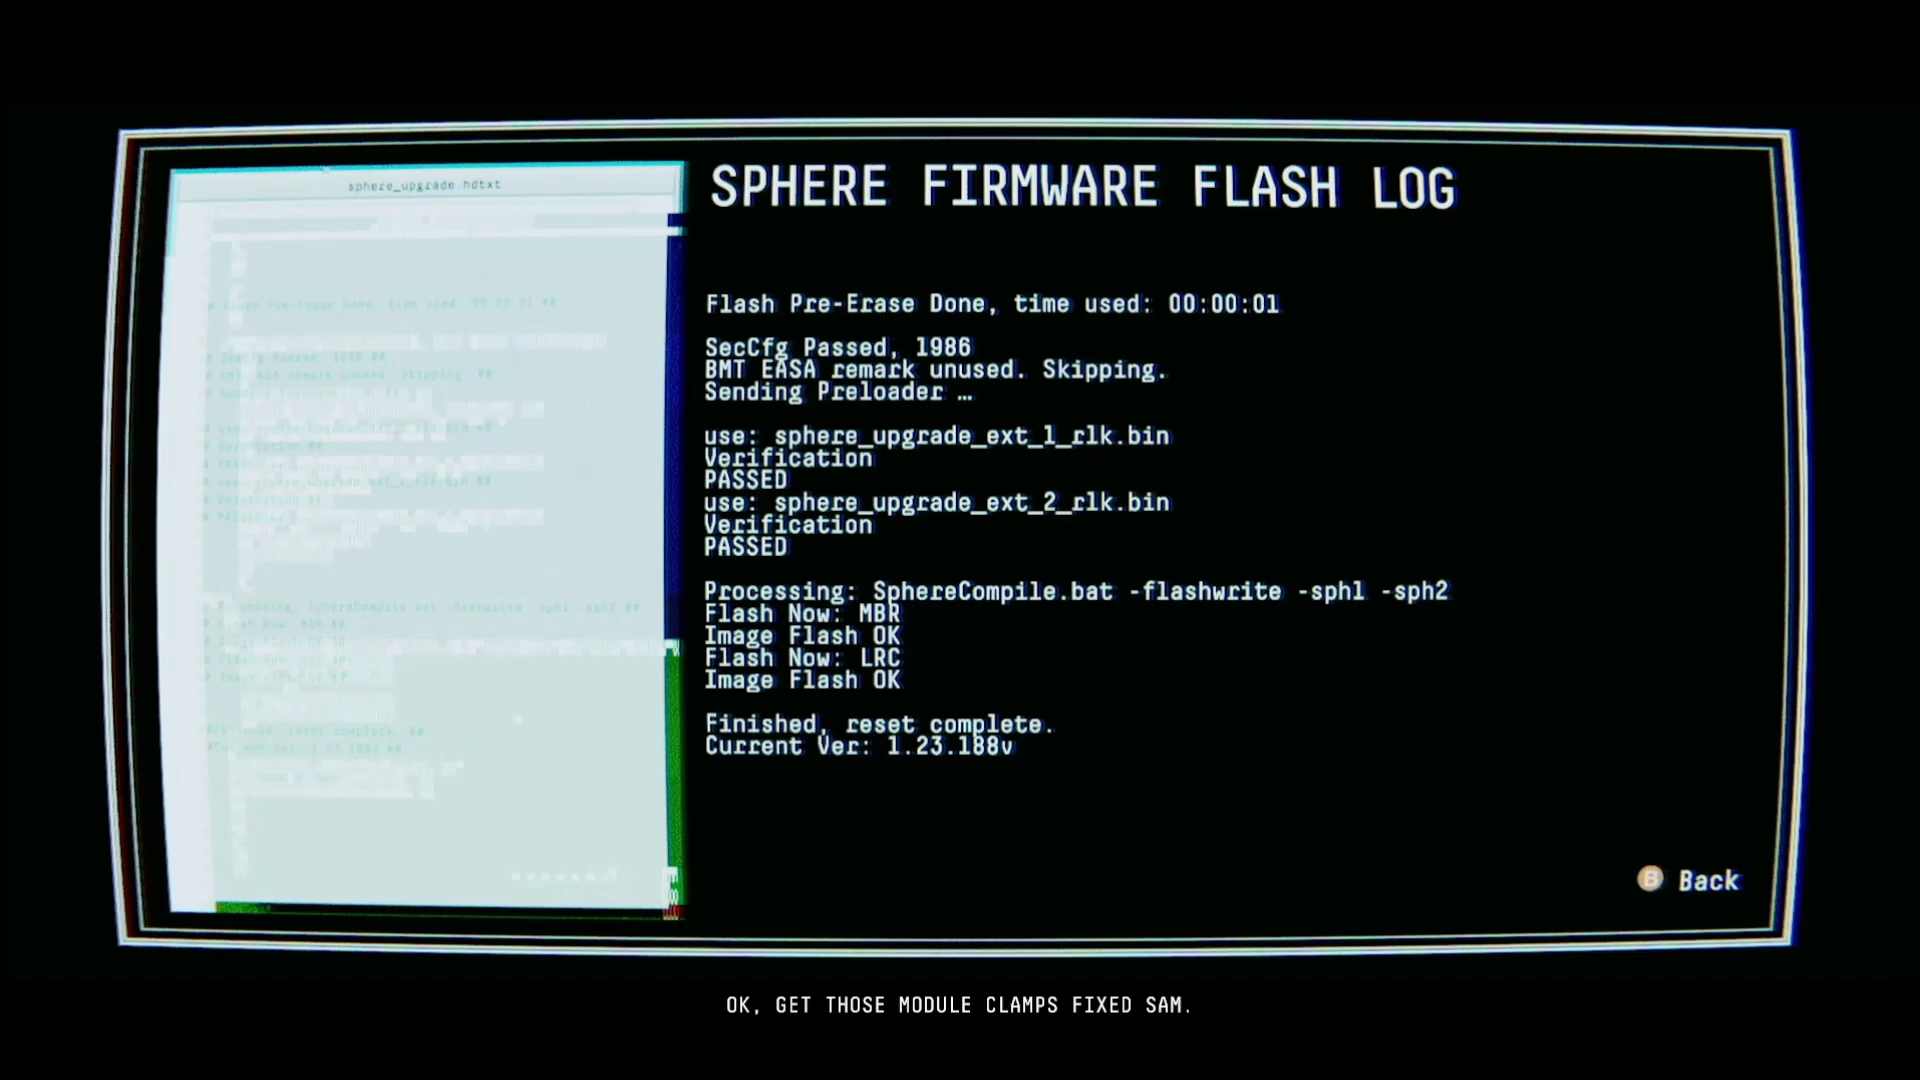 sphere_upgrade.hdtxt
SPHERE FIRMWARE FLASH LOG
Flash Pre-Erase Done, time used: 00:00:01
SecCfg Passed, 1986
BMT EASA remark unused. Skipping.
Sending Preloader …
use: sphere_upgrade_ext_1_rlk.bin
Verification
PASSED
use: sphere_upgrade_ext_2_rlk.bin
Verification
PASSED
Processing: SphereCompile.bat -flashwrite -sph1 -sph2
Flash Now: MBR
Image Flash OK
Flash Now: LRC
Image Flash OK
Finished, reset complete.
Current Ver: 1.23.188v
B Back
OK, GET THOSE MODULE CLAMPS FIXED SAM.